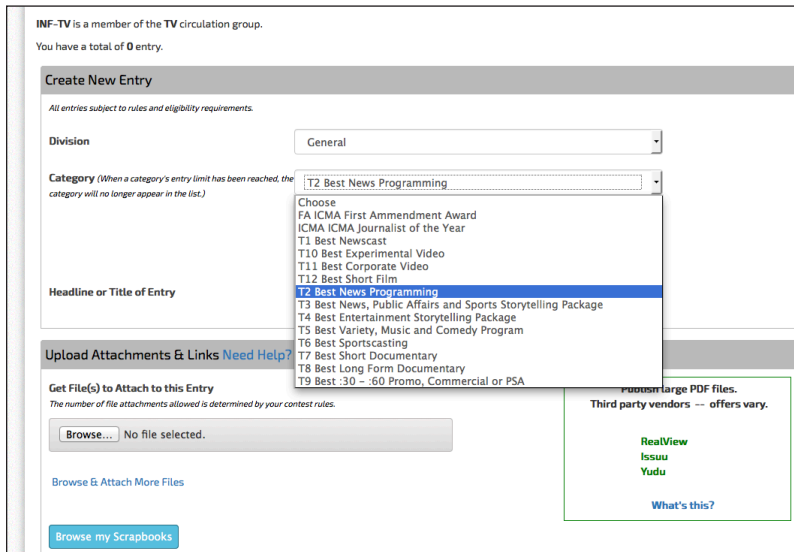 INF-TV is a member of the TV circulation group.
You have a total of 0 entry.
Create New Entry
All entries subject to rules and eligibility requirements.
Division
General
Category (When a category's entry limit has been reached, the
category will no longer appear in the list.)
T2 Best News Programming
Choose
FA ICMA First Ammendment Award
ICMA ICMA Journalist of the Year
T1 Best Newscast
T10 Best Experimental Video
T11 Best Corporate Video
T12 Best Short Film
T2 Best News Programming
T3 Best News, Public Affairs and Sports Storytelling Package
T4 Best Entertainment Storytelling Package
T5 Best Variety, Music and Comedy Program
T6 Best Sportscasting
T7 Best Short Documentary
T8 Best Long Form Documentary
T9 Best :30 – :60 Promo, Commercial or PSA
Headline or Title of Entry
Upload Attachments & Links Need Help?
Get File(s) to Attach to this Entry
The number of file attachments allowed is determined by your contest rules.
Browse... No file selected.
Browse & Attach More Files
Browse my Scrapbooks
Publish large PDF files.
Third party vendors -- offers vary.
RealView
Issuu
Yudu
What's this?